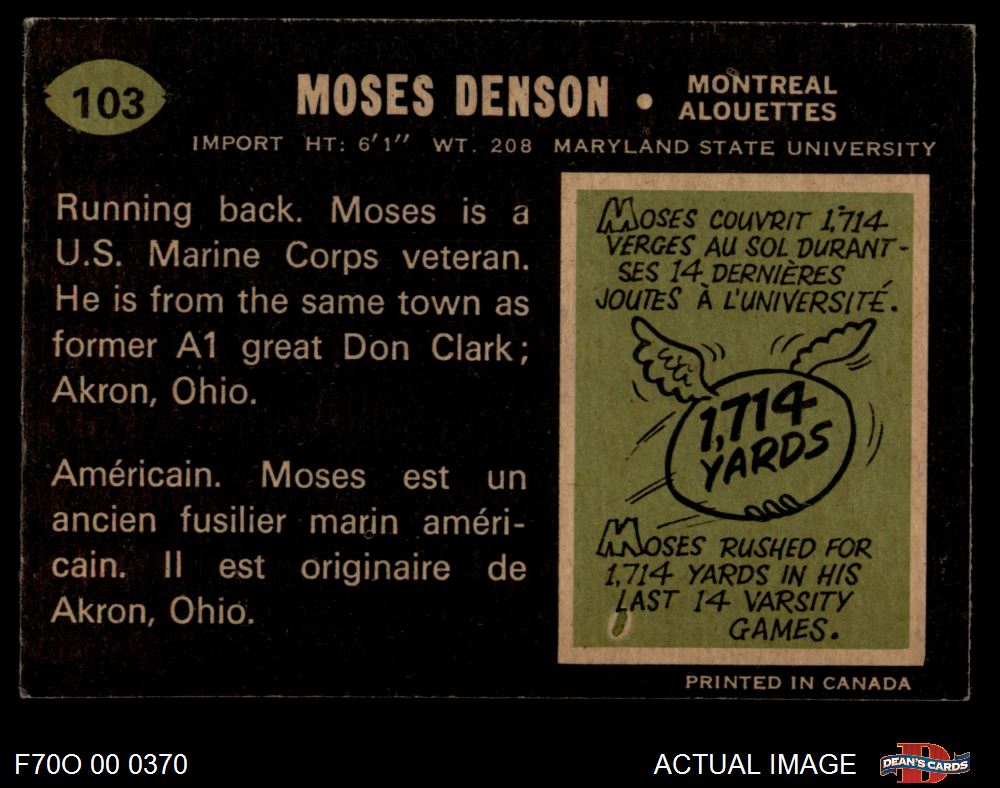 103
MOSES DENSON • MONTREAL
ALOUETTES
IMPORT HT: 6'1" WT. 208 MARYLAND STATE UNIVERSITY
Running back. Moses is a
U.S. Marine Corps veteran.
He is from the same town as
former A1 great Don Clark;
Akron, Ohio.
Américain. Moses est un
ancien fusilier marin améri-
cain. Il est originaire de
Akron, Ohio.
MOSES COUVRIT 1,714
VERGES AU SOL DURANT
SES 14 DERNIÈRES
JOUTES À L'UNIVERSITÉ.
1,714
YARDS
MOSES RUSHED FOR
1,714 YARDS IN HIS
LAST 14 VARSITY
GAMES.
PRINTED IN CANADA
F70O 00 0370
ACTUAL IMAGE
D
DEAN'S CARDS